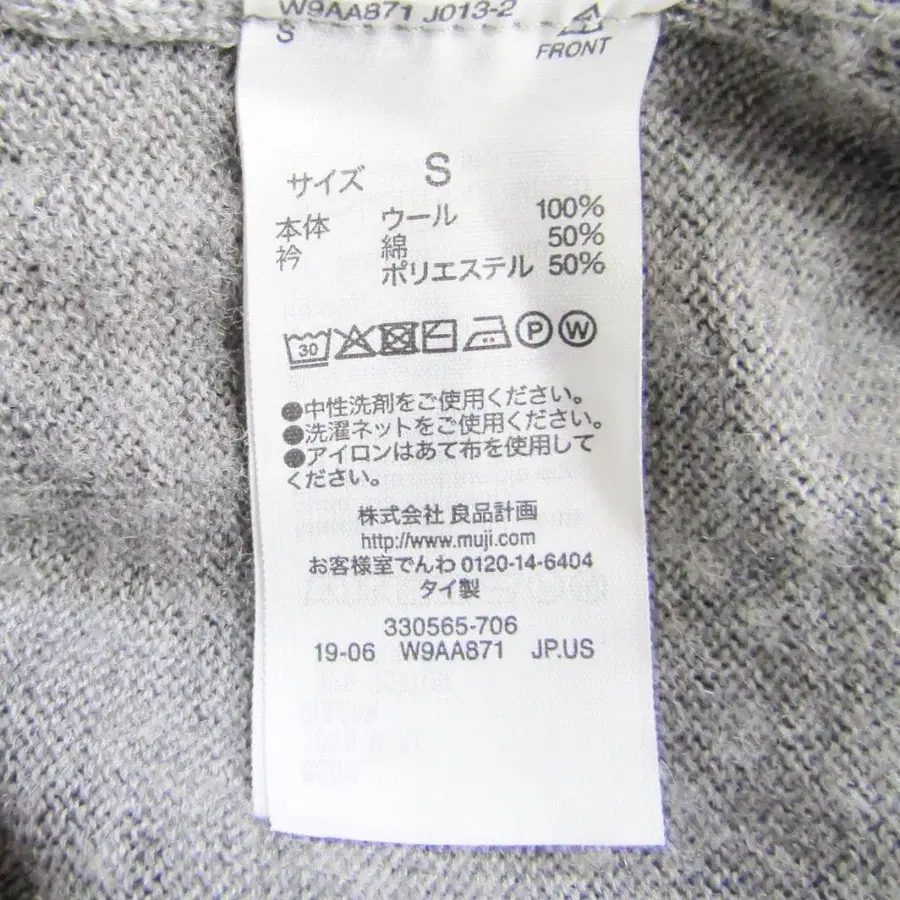 W9AA871 J013-2
S
FRONT
サイズ S
本体 ウール 100%
衿 綿 50%
ポリエステル 50%
30
P W
●中性洗剤をご使用ください。
●洗濯ネットをご使用ください。
●アイロンはあて布を使用して
ください。
株式会社 良品計画
http://www.muji.com
お客様室でんわ 0120-14-6404
タイ製
330565-706
19-06 W9AA871 JP.US